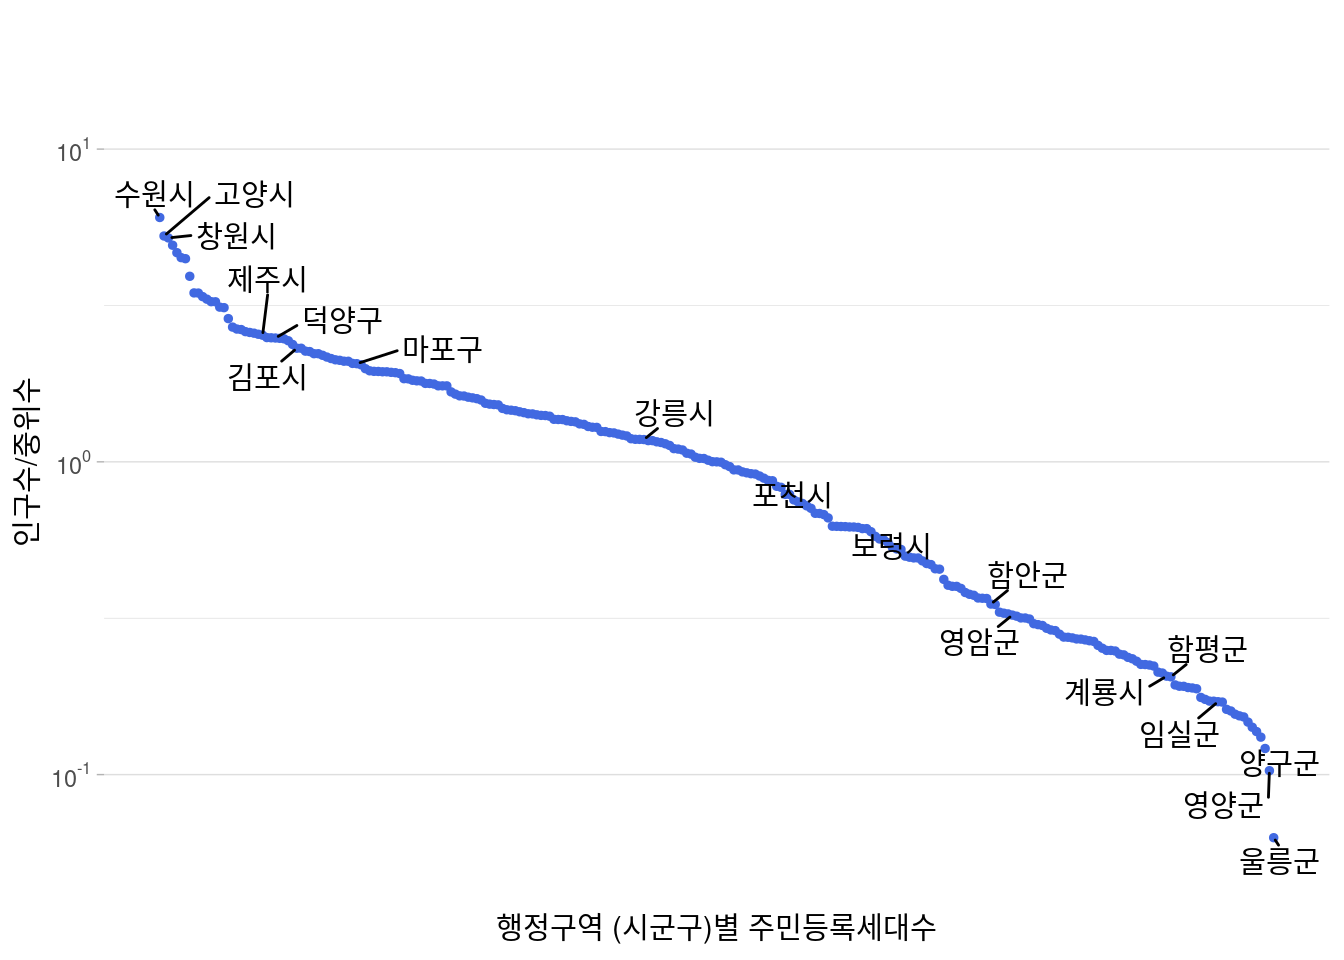 10¹
수원시
고양시
창원시
제주시
덕양구
마포구
김포시
강릉시
인구수/중위수
10⁰
포천시
보령시
함안군
영암군
함평군
계룡시
임실군
양구군
10⁻¹
영양군
울릉군
행정구역 (시군구)별 주민등록세대수